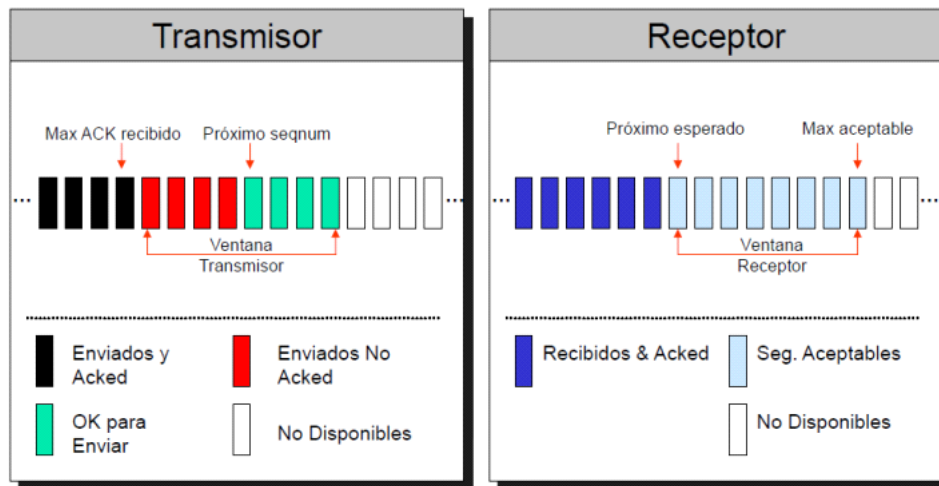 Transmisor
Max ACK recibido
Próximo seqnum
...
...
Ventana
Transmisor
Enviados y
Acked
Enviados No
Acked
OK para
Enviar
No Disponibles
Receptor
Próximo esperado
Max aceptable
...
...
Ventana
Receptor
Recibidos & Acked
Seg. Aceptables
No Disponibles